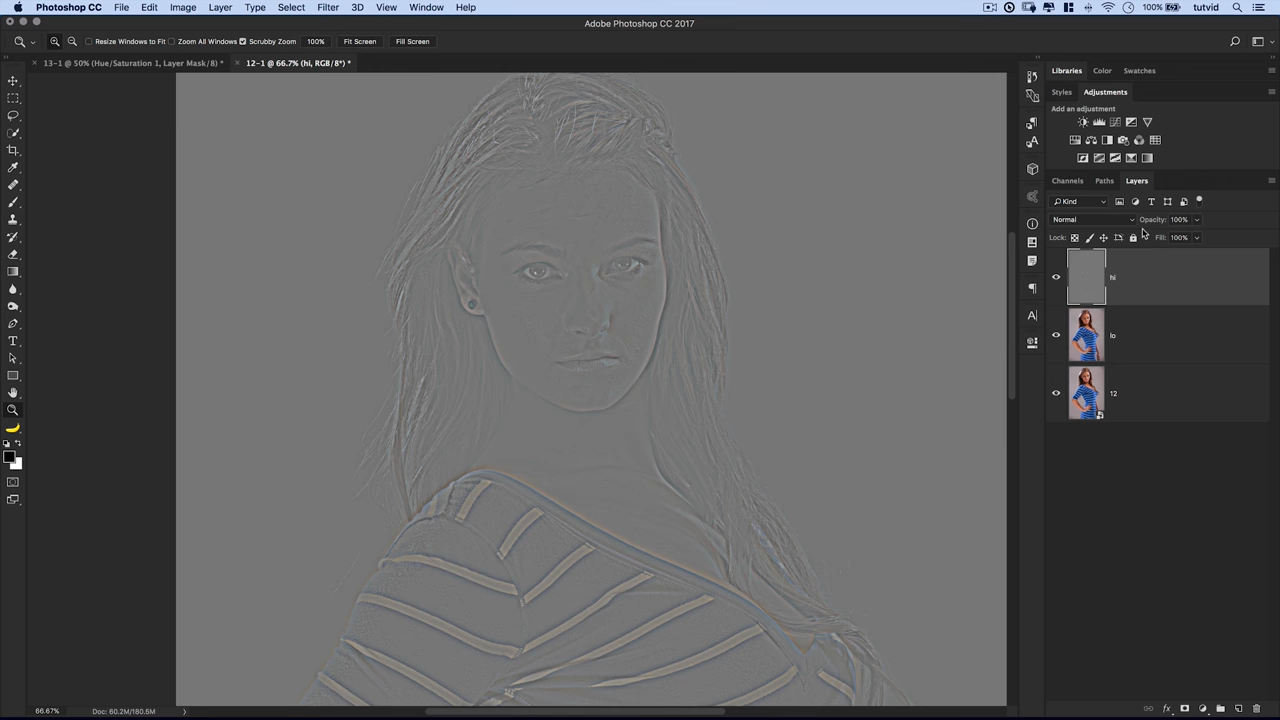 Photoshop CC File Edit Image Layer Type Select Filter 3D View Window Help 100% tutvid
Adobe Photoshop CC 2017
Resize Windows to Fit Zoom All Windows Scrubby Zoom 100% Fit Screen Fill Screen
13-1 @ 50% (Hue/Saturation 1, Layer Mask/8) * 12-1 @ 66.7% (hi, RGB/8*) *
Libraries Color Swatches
Styles Adjustments
Add an adjustment
Channels Paths Layers
Kind
Normal Opacity: 100%
Lock: Fill: 100%
hi
lo
12
66.67% Doc: 60.2M/180.5M